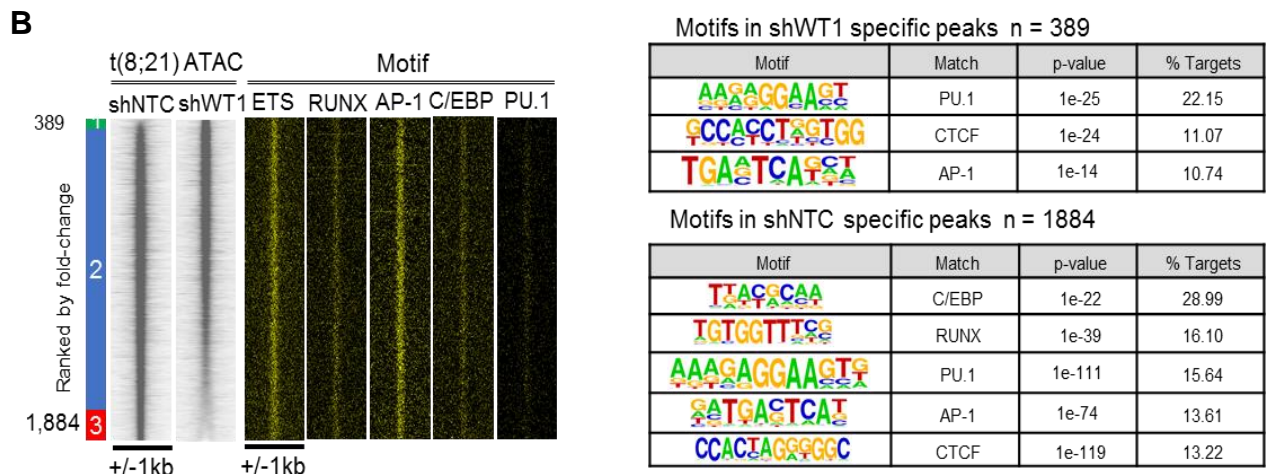 B
t(8;21) ATAC Motif
shNTC shWT1 ETS RUNX AP-1 C/EBP PU.1
389
1
2
3
1,884
Ranked by fold-change
+/-1kb +/-1kb
Motifs in shWT1 specific peaks n = 389
Motif Match p-value % Targets
PU.1 1e-25 22.15
CTCF 1e-24 11.07
AP-1 1e-14 10.74
Motifs in shNTC specific peaks n = 1884
Motif Match p-value % Targets
C/EBP 1e-22 28.99
RUNX 1e-39 16.10
PU.1 1e-111 15.64
AP-1 1e-74 13.61
CTCF 1e-119 13.22